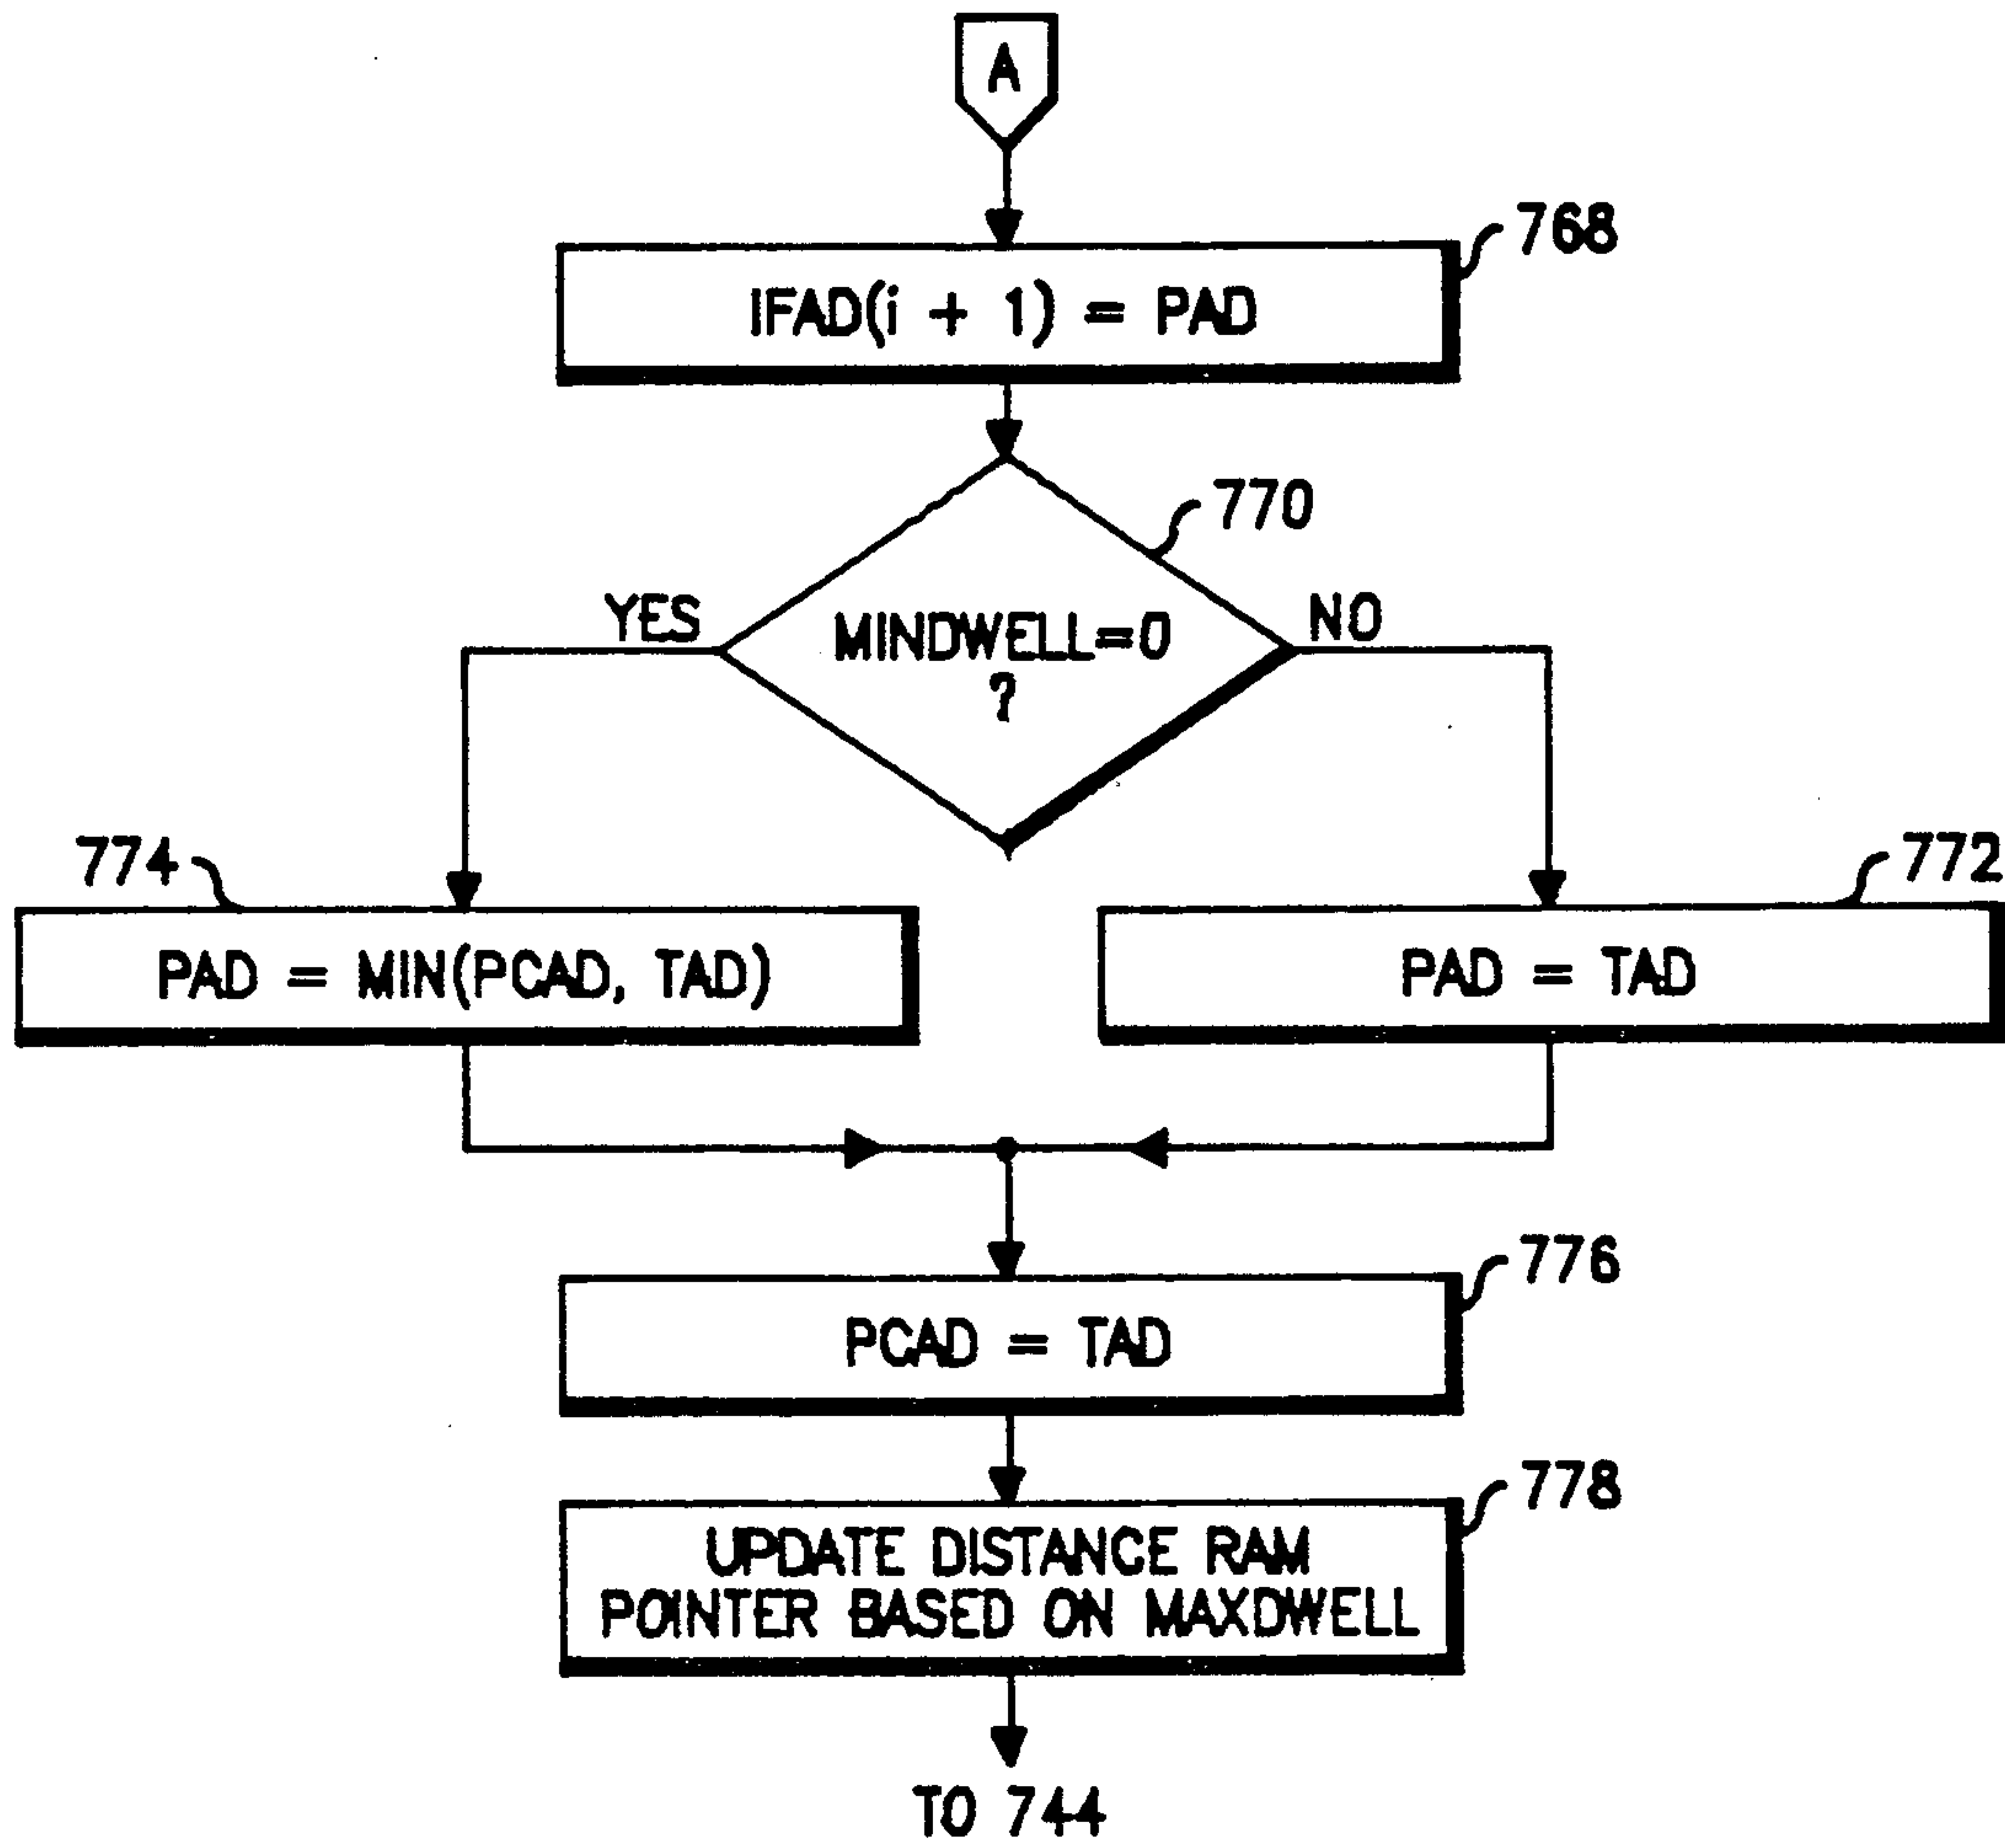 A
768
IFAD(i + 1) = PAD
770
YES
MINDWELL=0
?
NO
774
772
PAD = MIN(PCAD, TAD)
PAD = TAD
776
PCAD = TAD
778
UPDATE DISTANCE RAM
POINTER BASED ON MAXDWELL
TO 744